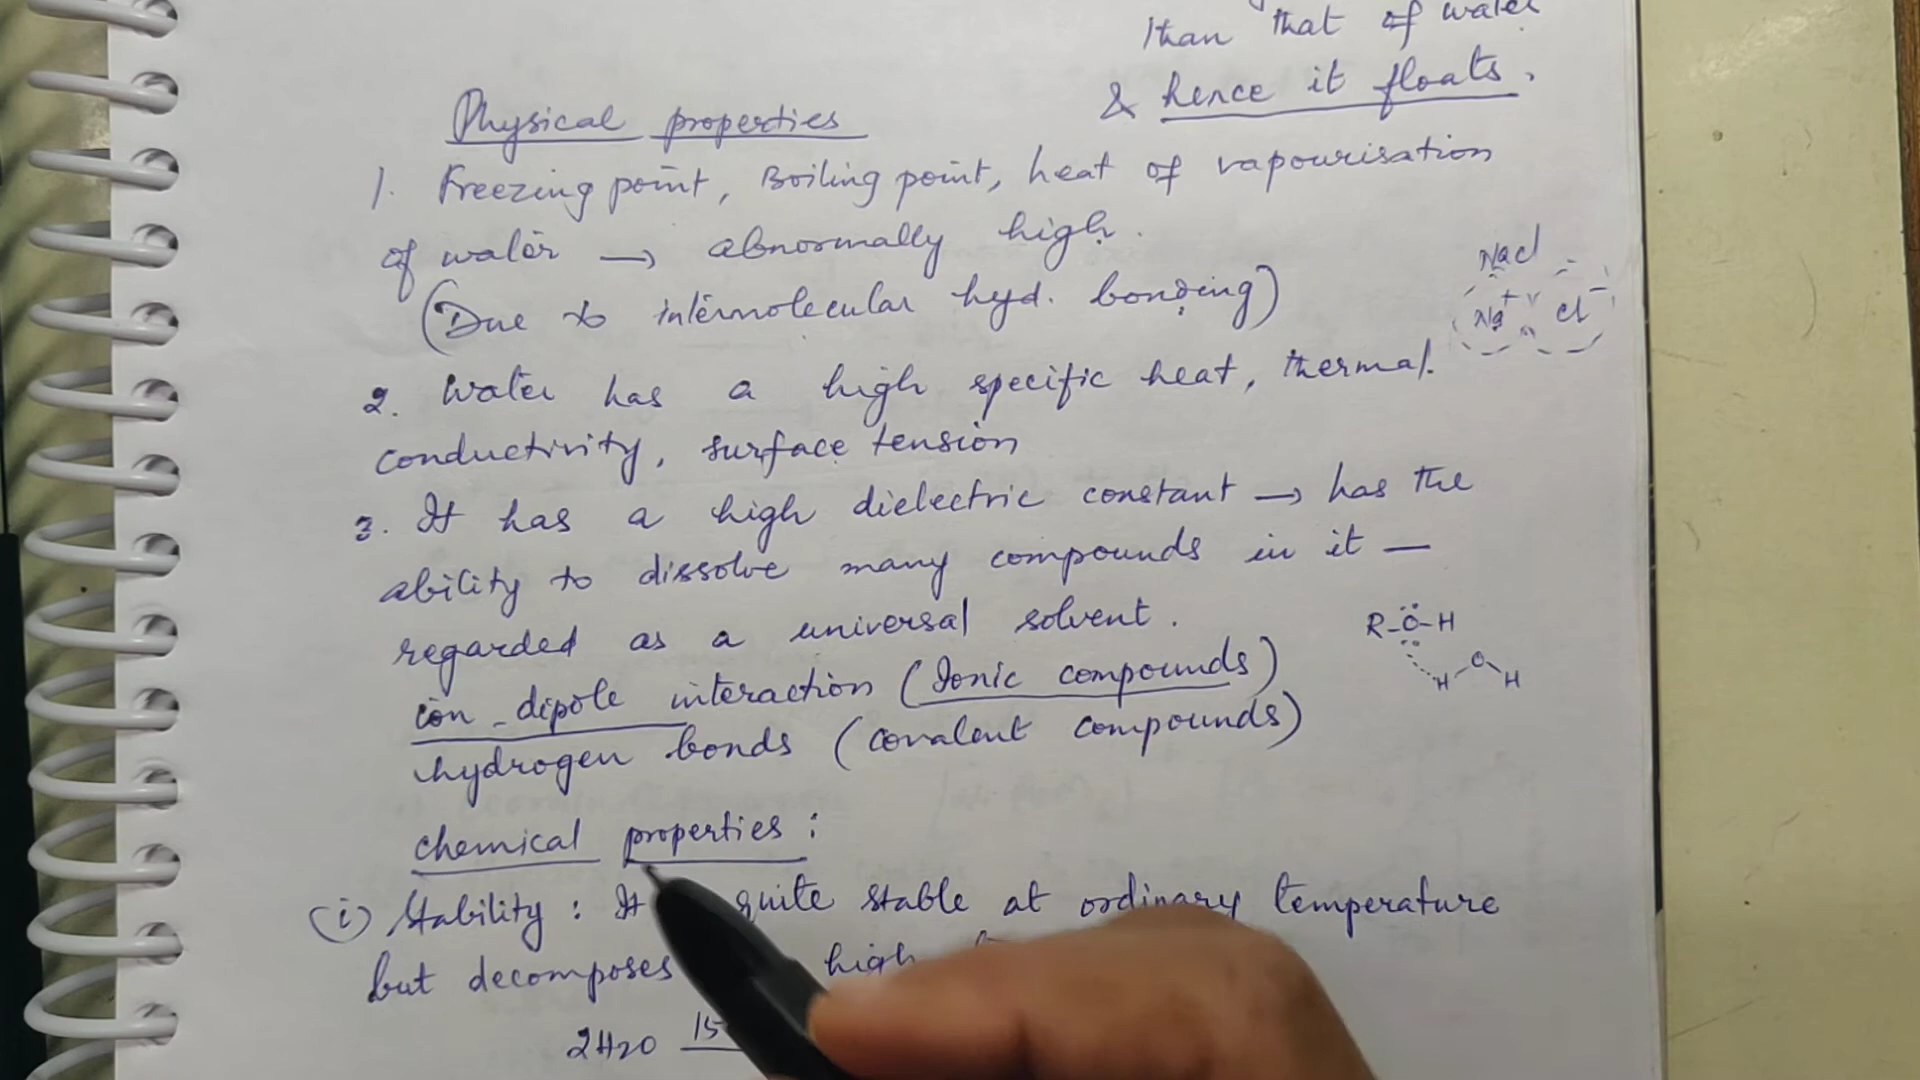 than that of water
& hence it floats.
Physical properties
1. Freezing point, Boiling point, heat of vapourisation
of water → abnormally high.
(Due to intermolecular hyd. bonding)
NaCl
Na+ Cl-
2. Water has a high specific heat, thermal
conductivity, surface tension
3. It has a high dielectric constant → has the
ability to dissolve many compounds in it —
regarded as a universal solvent.
R-O-H
H O H
ion-dipole interaction (Ionic compounds)
hydrogen bonds (covalent compounds)
chemical properties:
(i) Stability: It quite stable at ordinary temperature
but decomposes high
2H2O 15